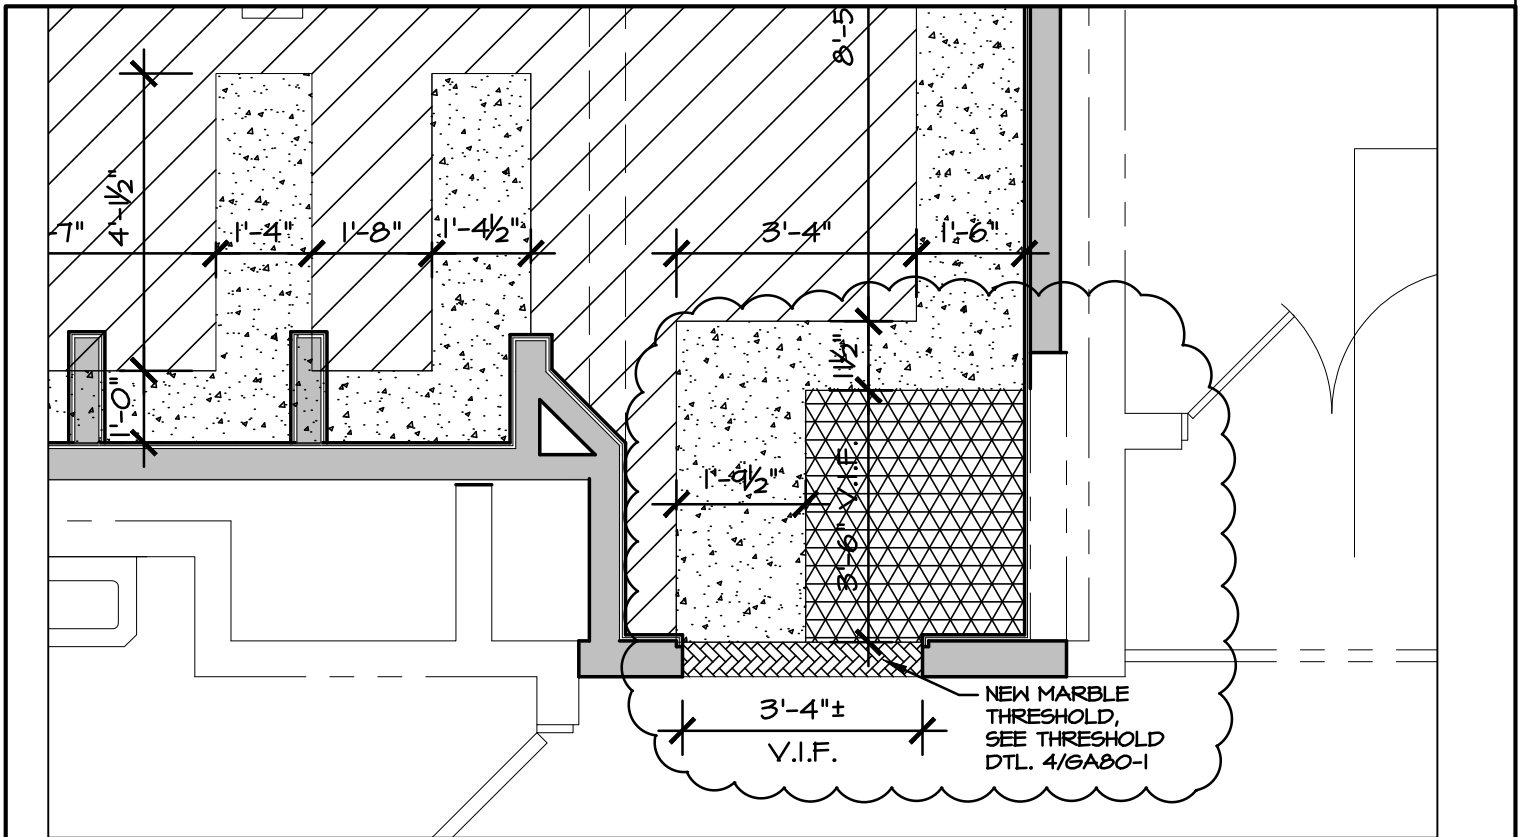 8'-5
4'-1½"
-7"
1'-4"
1'-8"
1'-4½"
3'-4"
1'-6"
11½"
1'-0"
1'-9½"
3'-6" V.I.F.
3'-4"±
V.I.F.
NEW MARBLE
THRESHOLD,
SEE THRESHOLD
DTL. 4/GA80-1